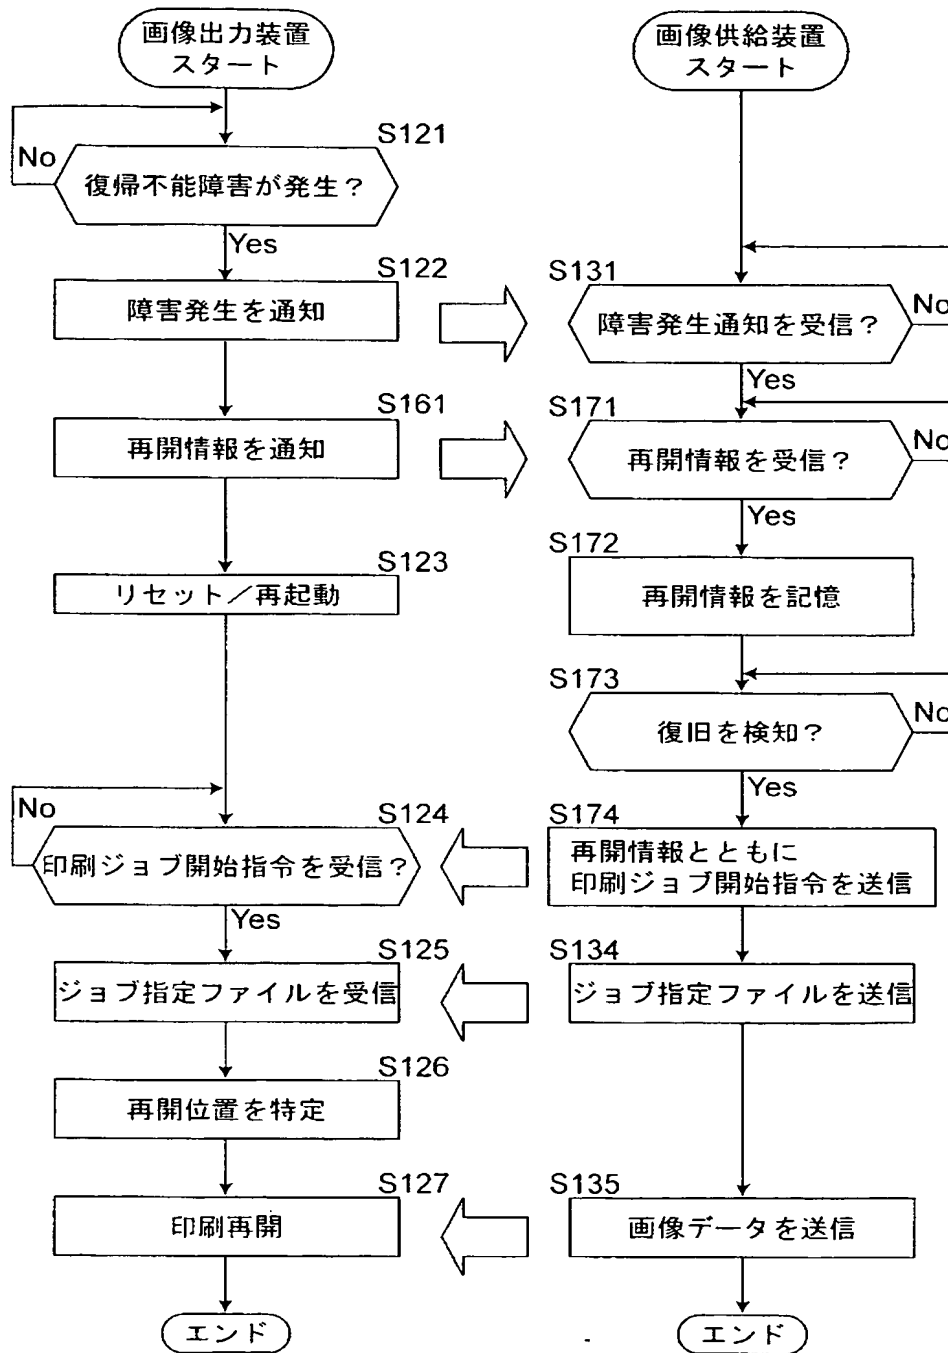 画像出力装置
スタート
S121
No
復帰不能障害が発生？
Yes
S122
障害発生を通知
S161
再開情報を通知
S123
リセット／再起動
No
S124
印刷ジョブ開始指令を受信？
Yes
S125
ジョブ指定ファイルを受信
S126
再開位置を特定
S127
印刷再開
エンド
画像供給装置
スタート
S131
障害発生通知を受信？
No
Yes
S171
再開情報を受信？
No
Yes
S172
再開情報を記憶
S173
復旧を検知？
No
Yes
S174
再開情報とともに
印刷ジョブ開始指令を送信
S134
ジョブ指定ファイルを送信
S135
画像データを送信
エンド